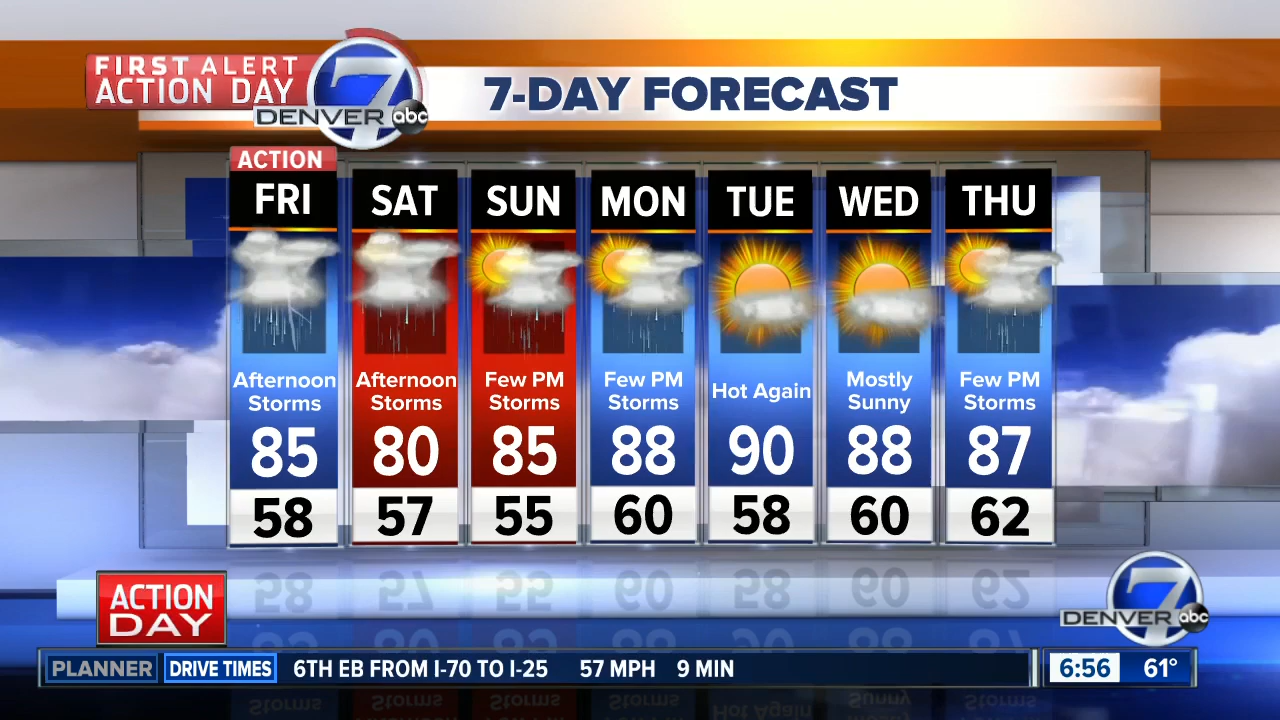 FIRST ALERT
ACTION DAY
7
DENVER abc
7-DAY FORECAST
ACTION
FRI SAT SUN MON TUE WED THU
Afternoon Storms
Afternoon Storms
Few PM Storms
Few PM Storms
Hot Again
Mostly Sunny
Few PM Storms
85 80 85 88 90 88 87
58 57 55 60 58 60 62
ACTION
DAY
7
DENVER abc
PLANNER DRIVE TIMES 6TH EB FROM I-70 TO I-25 57 MPH 9 MIN 6:56 61°